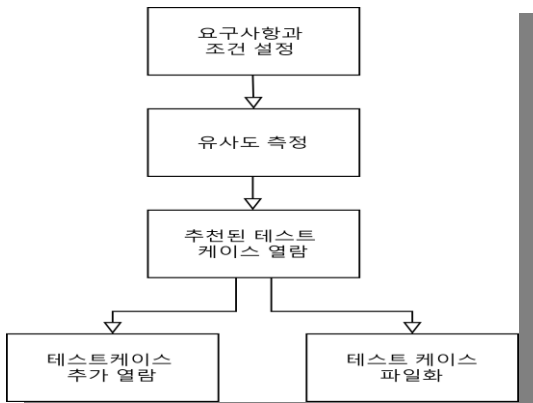 요구사항과
조건 설정
유사도 측정
추천된 테스트
케이스 열람
테스트케이스
추가 열람
테스트 케이스
파일화